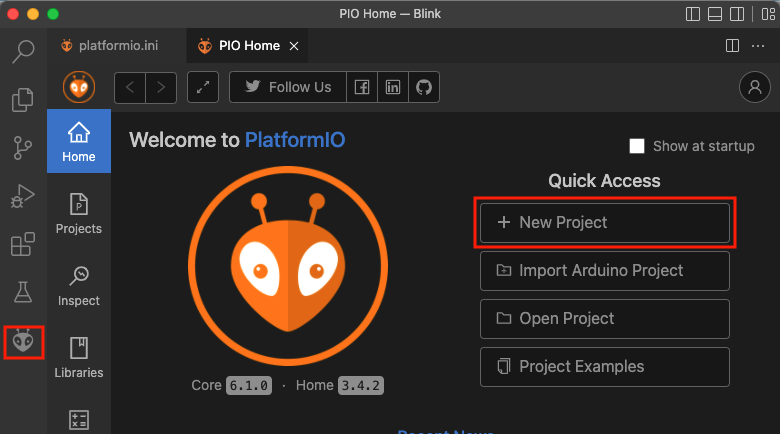 PIO Home — Blink
platformio.ini
PIO Home
Follow Us
Home
Projects
Inspect
Libraries
Welcome to PlatformIO
Show at startup
Quick Access
New Project
Import Arduino Project
Open Project
Project Examples
Core 6.1.0 · Home 3.4.2
Recent News